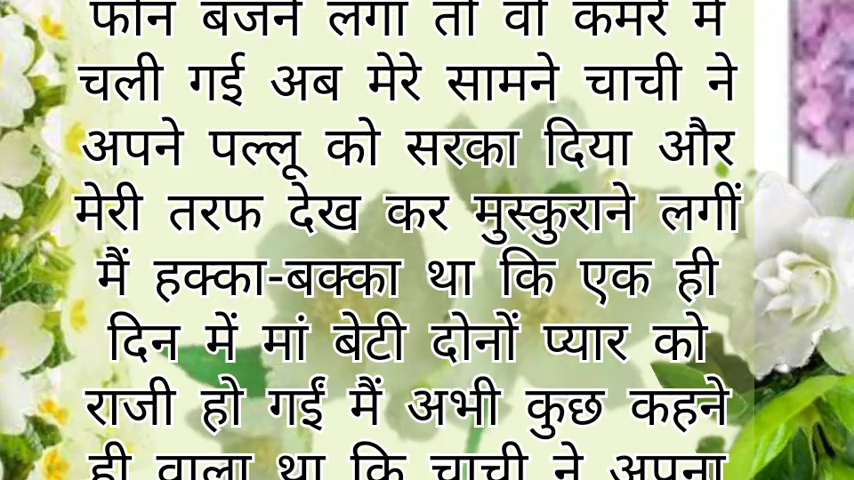 फोन बजने लगा तो वो कमरे में
चली गई अब मेरे सामने चाची ने
अपने पल्लू को सरका दिया और
मेरी तरफ देख कर मुस्कुराने लगीं
मैं हक्का-बक्का था कि एक ही
दिन में मां बेटी दोनों प्यार को
राजी हो गईं मैं अभी कुछ कहने
ही वाला था कि चाची ने अपना